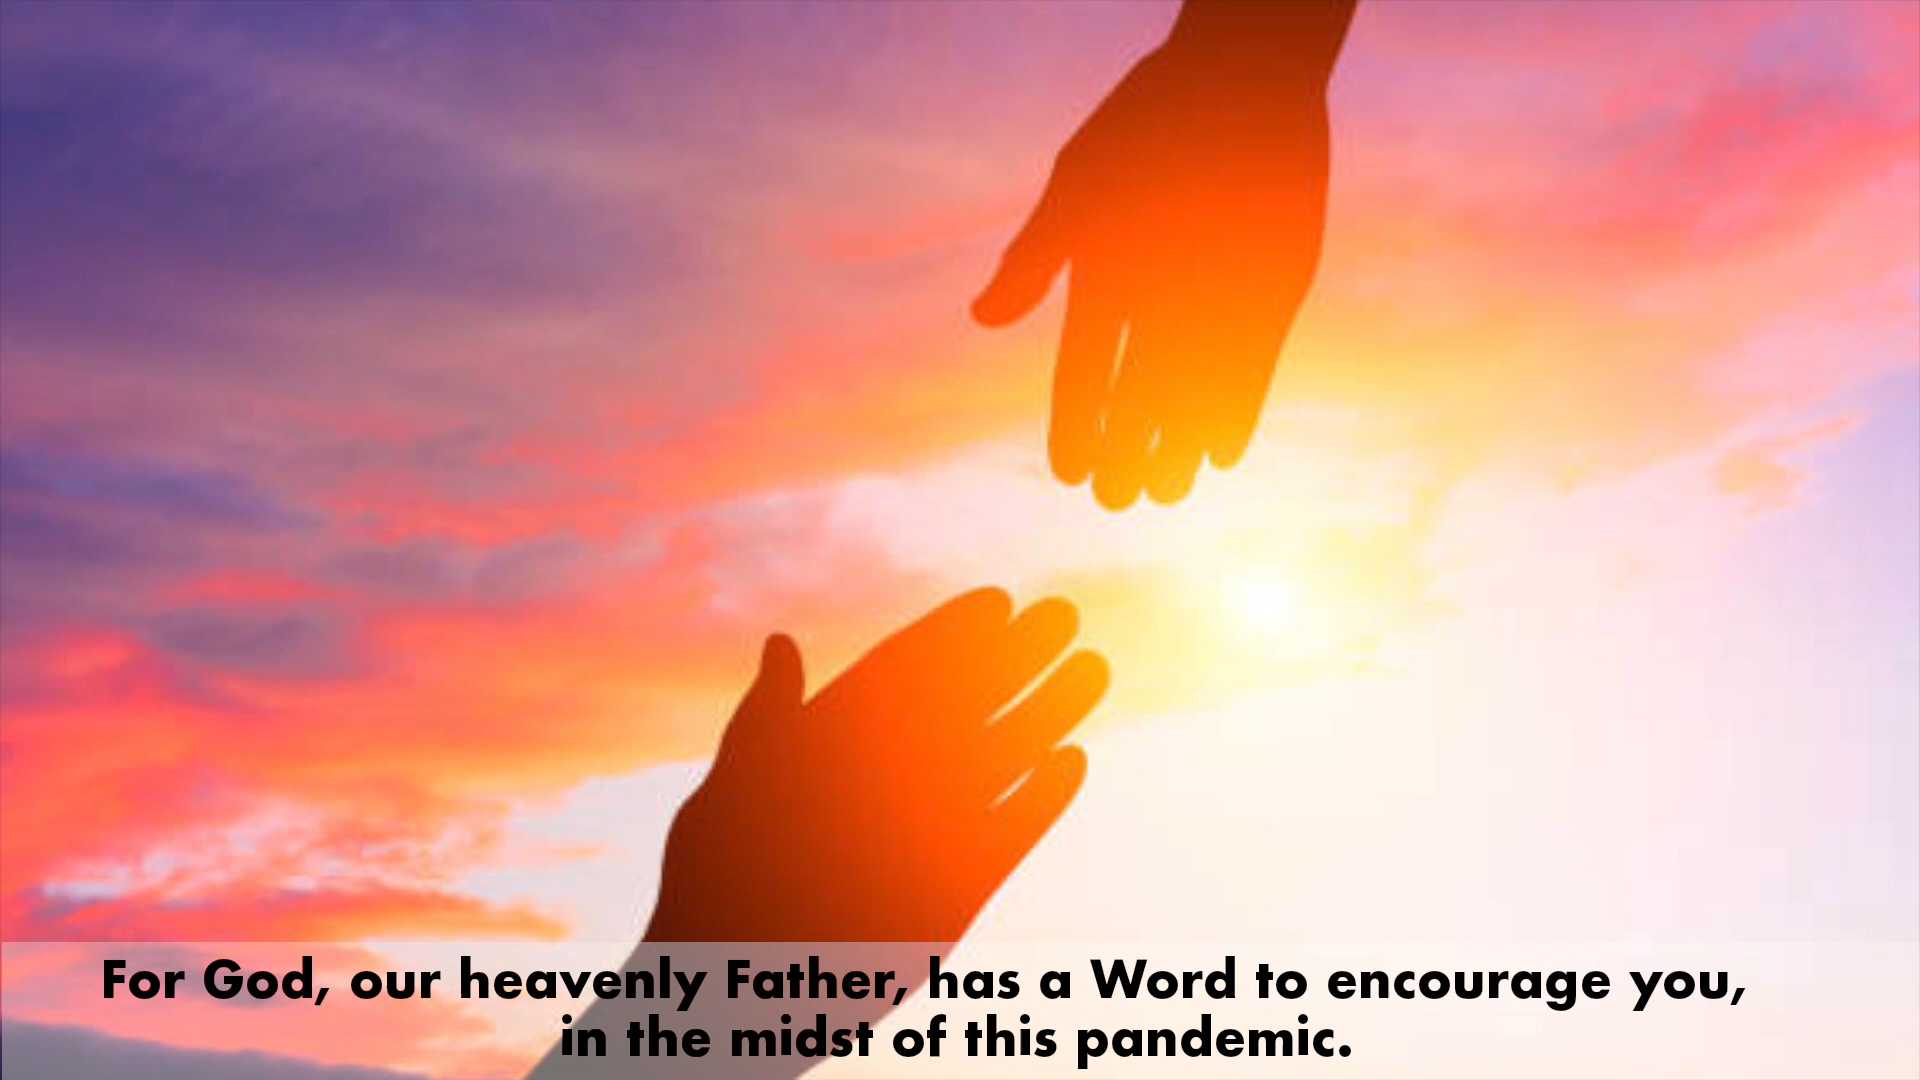 For God, our heavenly Father, has a Word to encourage you,
in the midst of this pandemic.